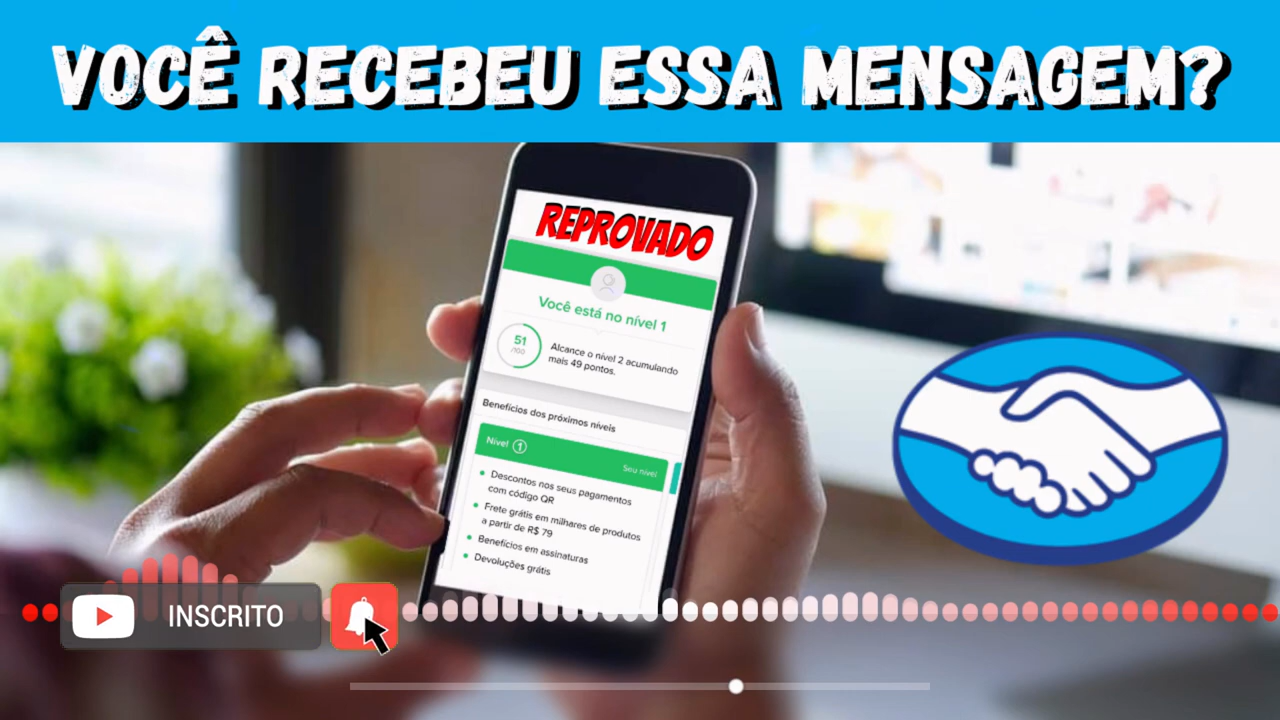 VOCÊ RECEBEU ESSA MENSAGEM?
REPROVADO
Você está no nível 1
51
/100
Alcance o nível 2 acumulando
mais 49 pontos.
Benefícios dos próximos níveis
Nível 1
Seu nível
Descontos nos seus pagamentos
com código QR
Frete grátis em milhares de produtos
a partir de R$ 79
Benefícios em assinaturas
Devoluções grátis
INSCRITO